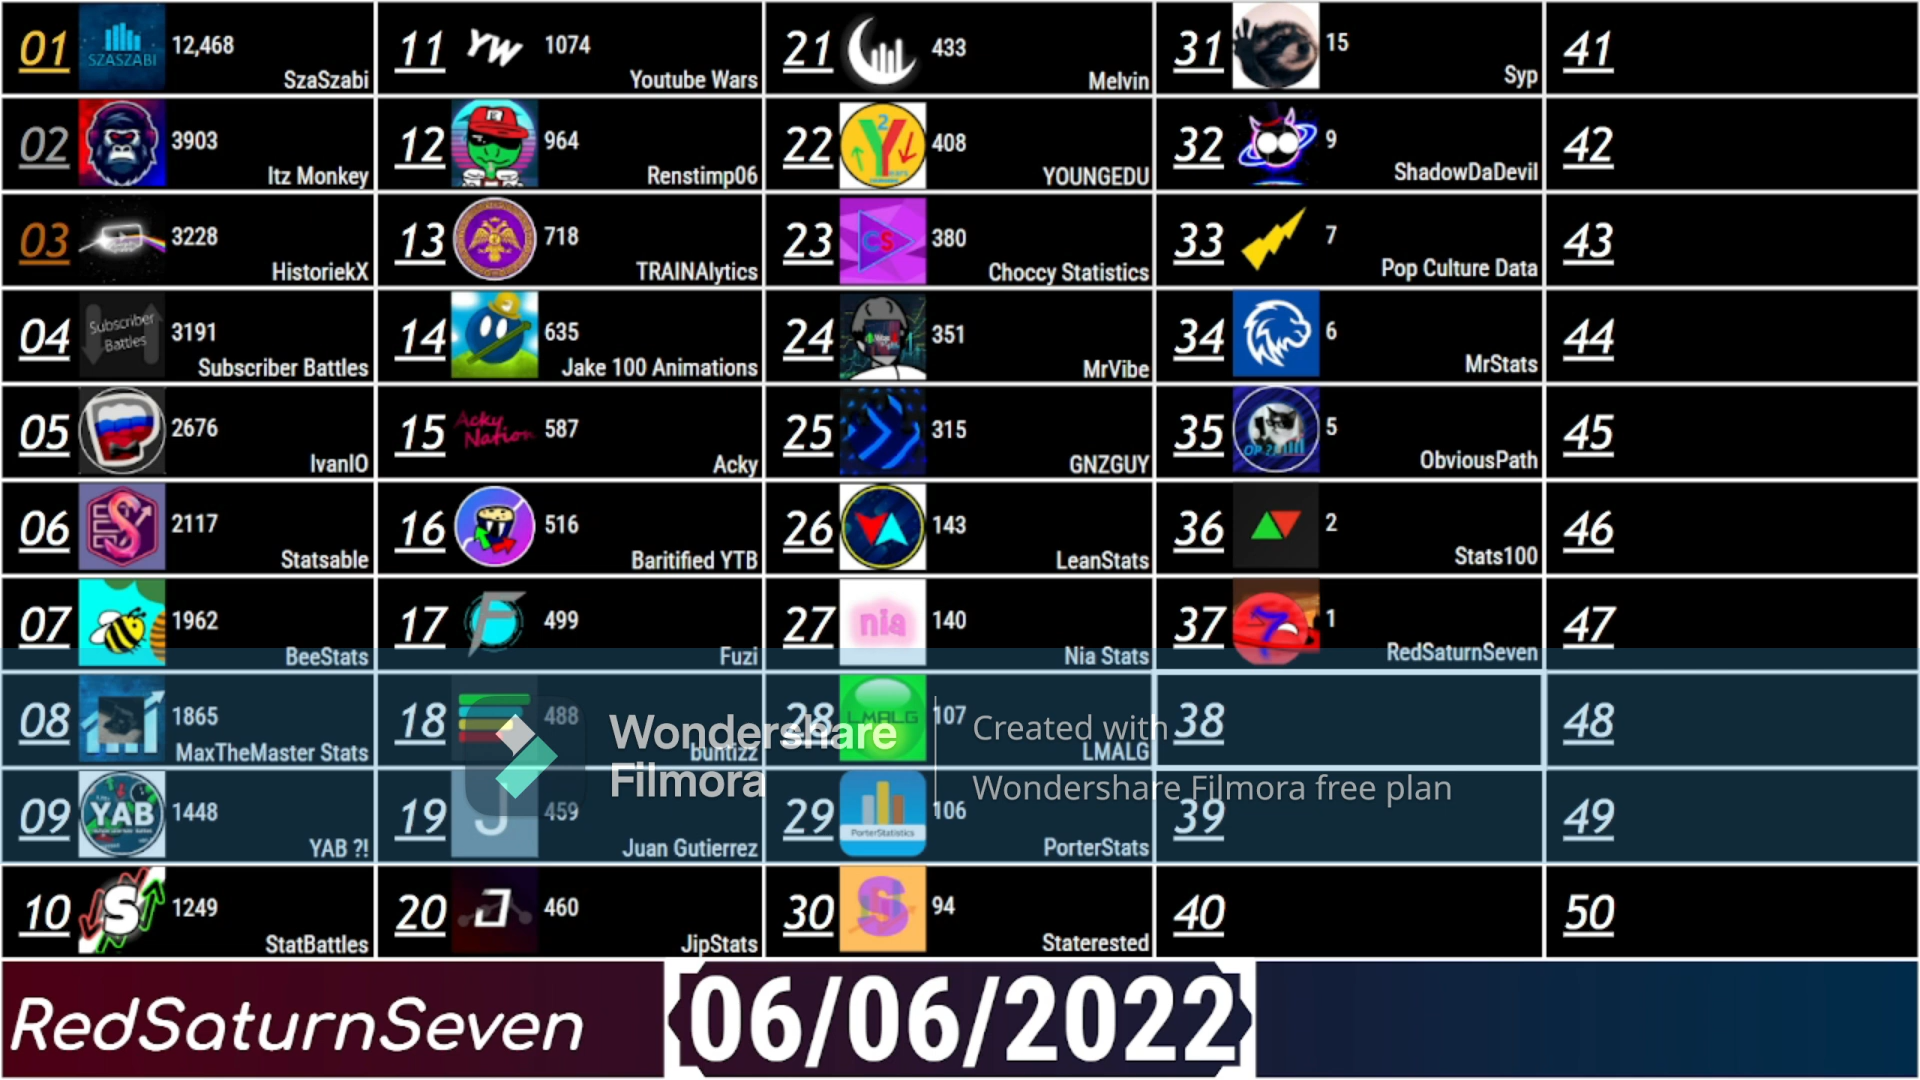 01 SZASZABI 12,468 SzaSzabi
02 3903 Itz Monkey
03 3228 HistoriekX
04 Subscriber Battles 3191 Subscriber Battles
05 2676 IvanIO
06 2117 Statsable
07 1962 BeeStats
08 1865 MaxTheMaster Stats
09 YAB 1448 YAB ?!
10 S 1249 StatBattles
11 YW 1074 Youtube Wars
12 964 Renstimp06
13 718 TRAINAlytics
14 635 Jake 100 Animations
15 Acky Nation 587 Acky
16 516 Baritified YTB
17 F 499 Fuzi
18 488 buntizz
19 J 459 Juan Gutierrez
20 J 460 JipStats
21 433 Melvin
22 Y 2 408 YOUNGEDU
23 CS 380 Choccy Statistics
24 351 MrVibe
25 315 GNZGUY
26 143 LeanStats
27 nia 140 Nia Stats
28 LMALG 107 LMALG
29 PorterStatistics 106 PorterStats
30 S 94 Staterested
31 15 Syp
32 9 ShadowDaDevil
33 7 Pop Culture Data
34 6 MrStats
35 5 ObviousPath
36 2 Stats100
37 7 1 RedSaturnSeven
38
39
40
41
42
43
44
45
46
47
48
49
50
Wondershare
Filmora
Created with
Wondershare Filmora free plan
RedSaturnSeven
06/06/2022